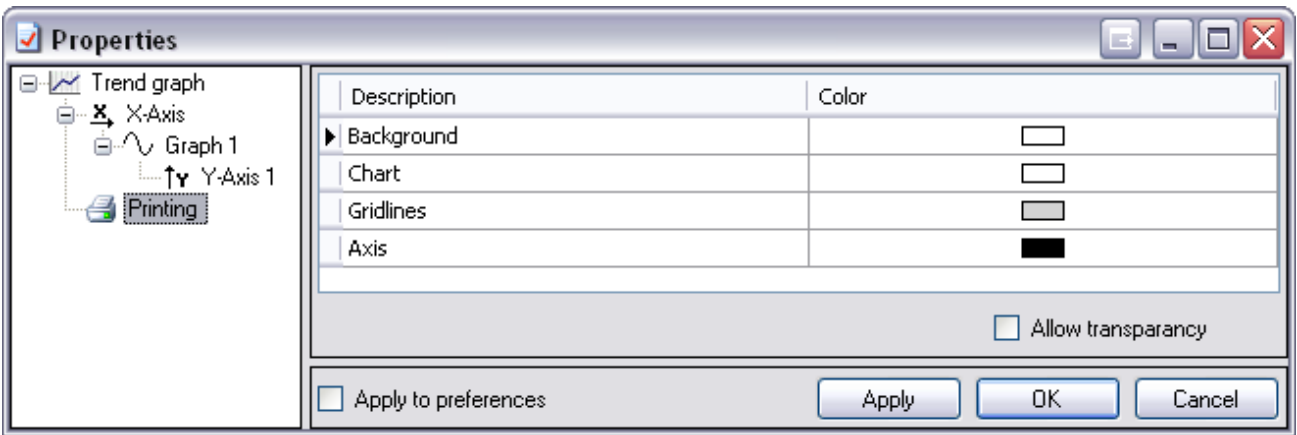 Properties
Trend graph
X-Axis
Graph 1
Y-Axis 1
Printing
Description Color
Background
Chart
Gridlines
Axis
Allow transparancy
Apply to preferences
Apply OK Cancel